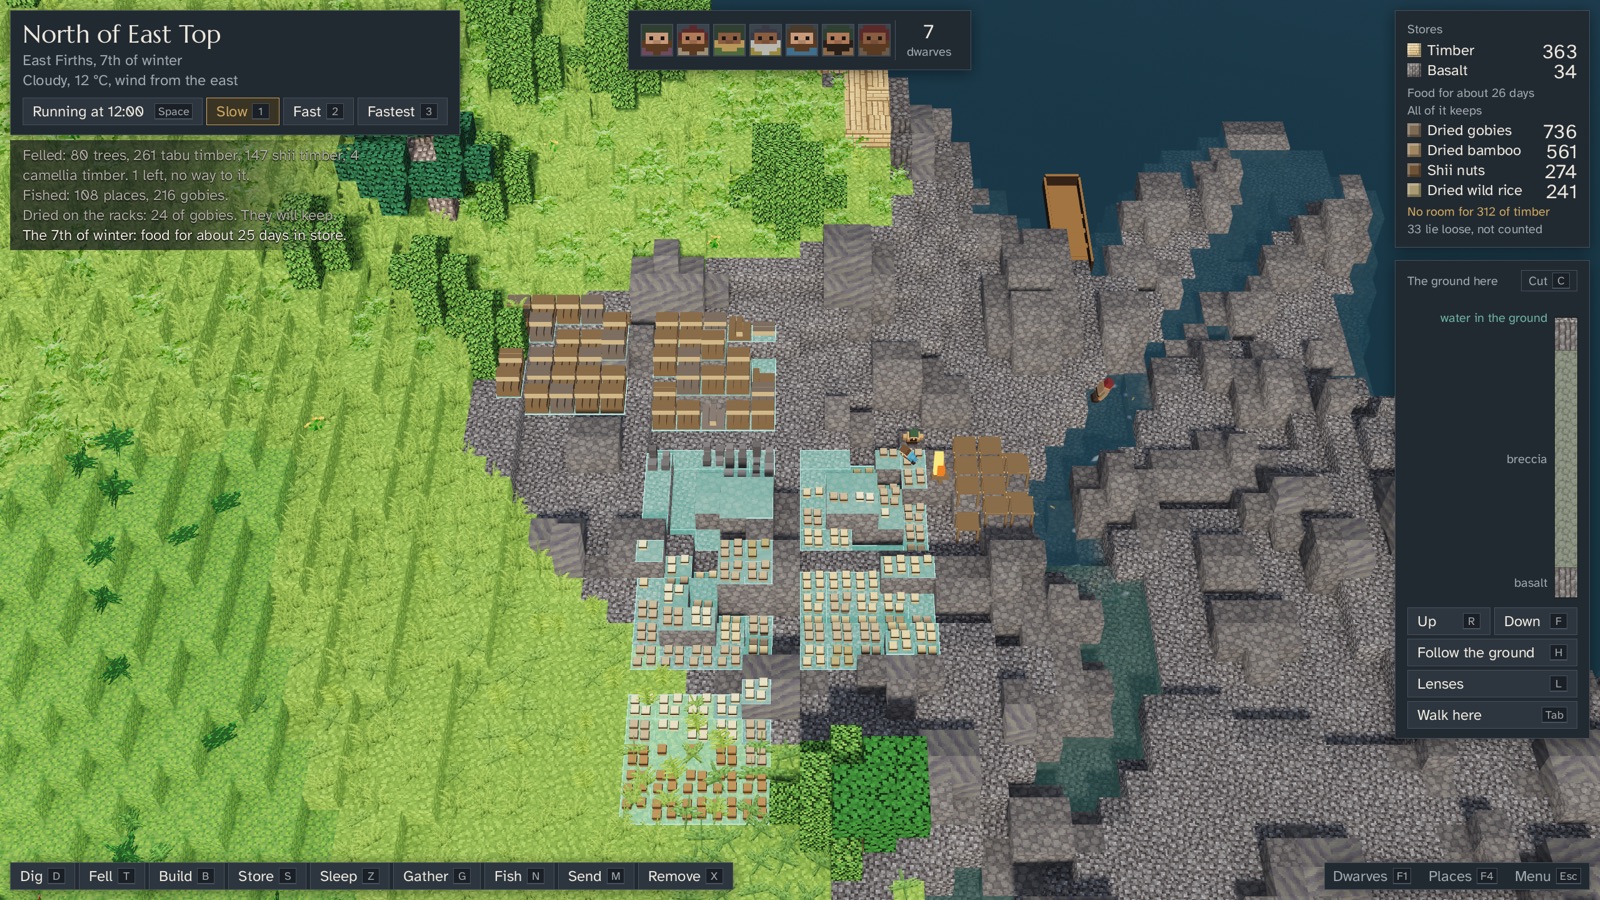 North of East Top
East Firths, 7th of winter
Cloudy, 12 °C, wind from the east
Running at 12:00 Space
Slow 1
Fast 2
Fastest 3
Felled: 80 trees, 261 tabu timber, 147 shii timber, 4
camellia timber. 1 left, no way to it.
Fished: 108 places, 216 gobies.
Dried on the racks: 24 of gobies. They will keep.
The 7th of winter: food for about 25 days in store.
7
dwarves
Stores
Timber 363
Basalt 34
Food for about 26 days
All of it keeps
Dried gobies 736
Dried bamboo 561
Shii nuts 274
Dried wild rice 241
No room for 312 of timber
33 lie loose, not counted
The ground here
Cut C
water in the ground
breccia
basalt
Up R
Down F
Follow the ground H
Lenses L
Walk here Tab
Dig D
Fell T
Build B
Store S
Sleep Z
Gather G
Fish N
Send M
Remove X
Dwarves F1
Places F4
Menu Esc